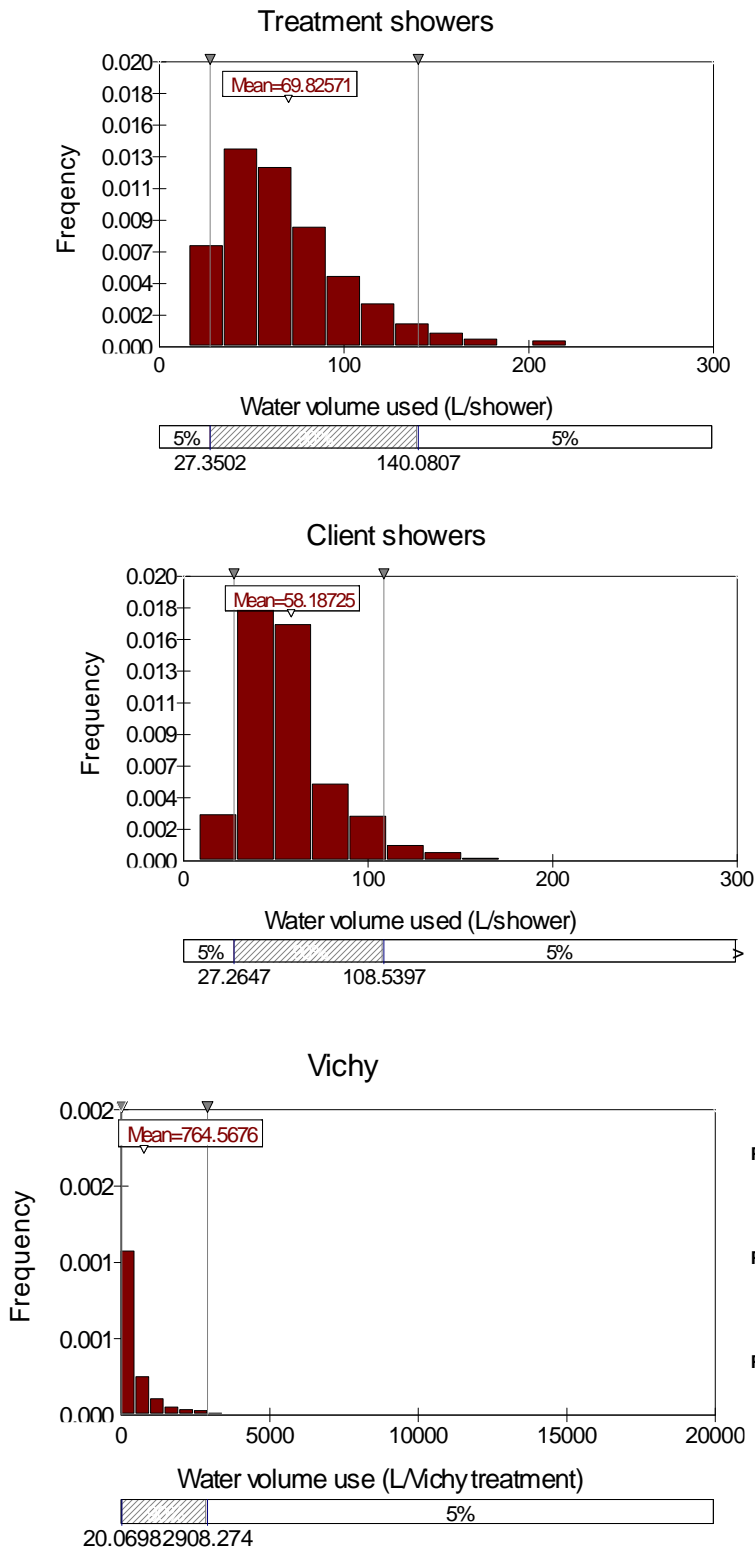 Treatment showers
Mean=69.82571
Freqency
0.020
0.018
0.016
0.013
0.011
0.009
0.007
0.004
0.002
0.000
0 100 200 300
Water volume used (L/shower)
5% 5%
27.3502 140.0807
Client showers
Mean=58.18725
Frequency
0.020
0.018
0.016
0.013
0.011
0.009
0.007
0.004
0.002
0.000
0 100 200 300
Water volume used (L/shower)
5% 5% >
27.2647 108.5397
Vichy
Mean=764.5676
Frequency
0.002
0.002
0.001
0.001
0.000
0 5000 10000 15000 20000
Water volume use (L/Vichy treatment)
5%
20.06982908.274